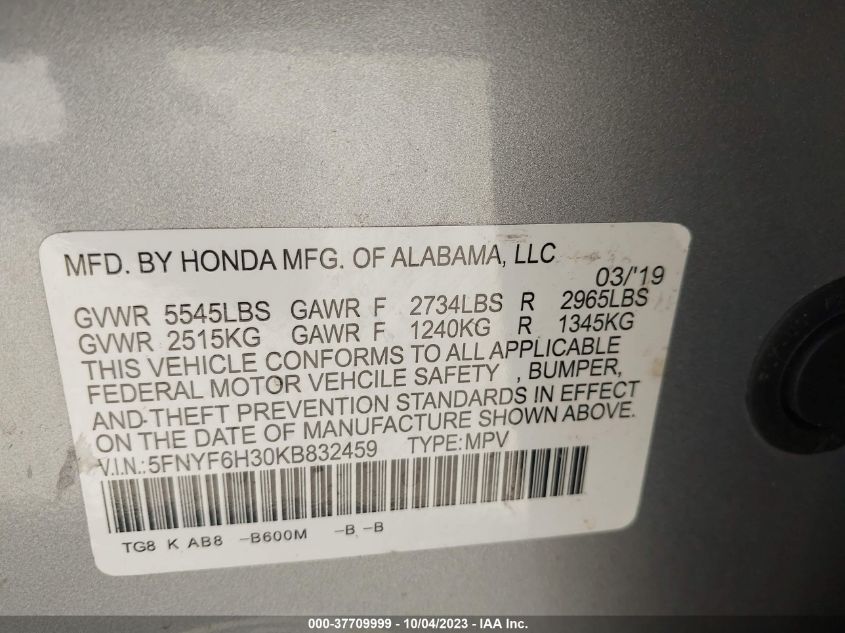 MFD. BY HONDA MFG. OF ALABAMA, LLC
03/'19
GVWR 5545LBS GAWR F 2734LBS R 2965LBS
GVWR 2515KG GAWR F 1240KG R 1345KG
THIS VEHICLE CONFORMS TO ALL APPLICABLE
FEDERAL MOTOR VEHCILE SAFETY , BUMPER,
AND THEFT PREVENTION STANDARDS IN EFFECT
ON THE DATE OF MANUFACTURE SHOWN ABOVE.
V.I.N.:5FNYF6H30KB832459 TYPE:MPV
TG8 K AB8 -B600M -B -B
000-37709999 - 10/04/2023 - IAA Inc.